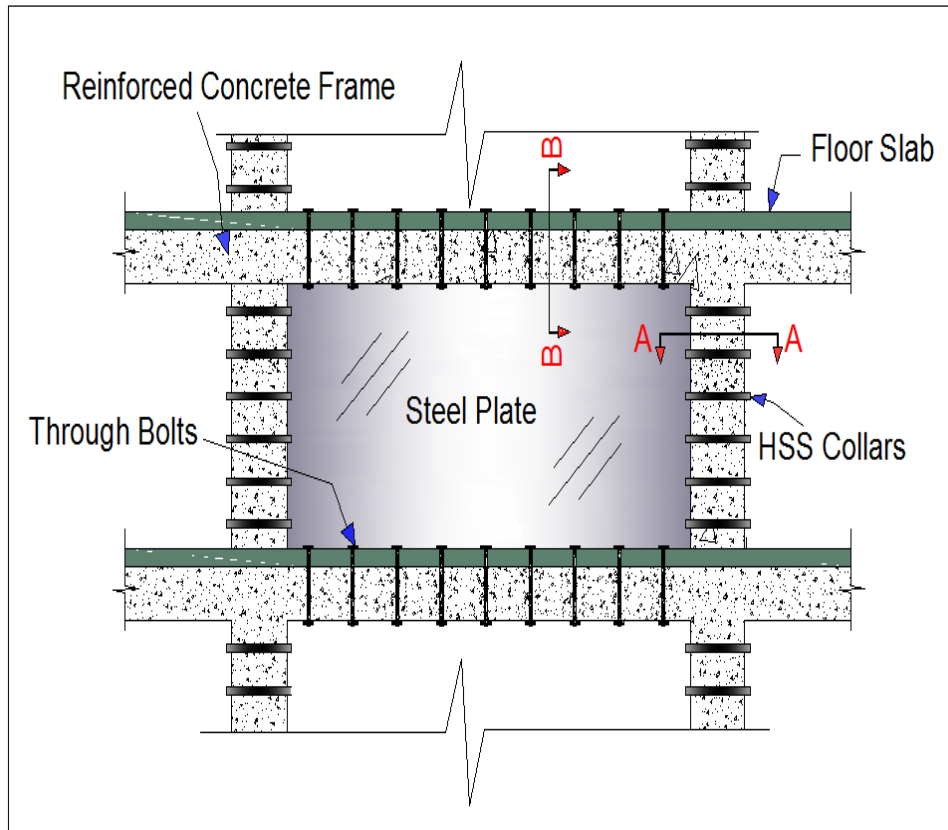 Reinforced Concrete Frame
B
Floor Slab
A
A
B
Steel Plate
Through Bolts
HSS Collars